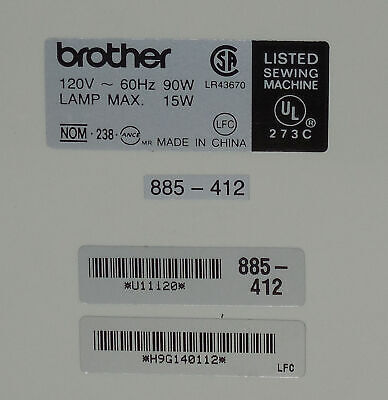 brother
SA
LR43670
120V ~ 60Hz 90W
LAMP MAX. 15W
LFC
NOM·238·ANCE MR MADE IN CHINA
LISTED
SEWING
MACHINE
UL ®
273C
885-412
*U11120*
885-
412
*H9G140112*
LFC